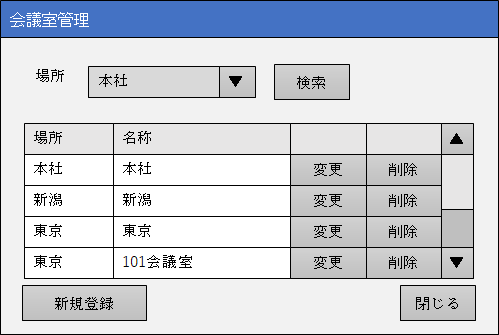 会議室管理
場所 本社 ▼ 検索
場所 名称 ▲
本社 本社 変更 削除
新潟 新潟 変更 削除
東京 東京 変更 削除
東京 101会議室 変更 削除 ▼
新規登録 閉じる